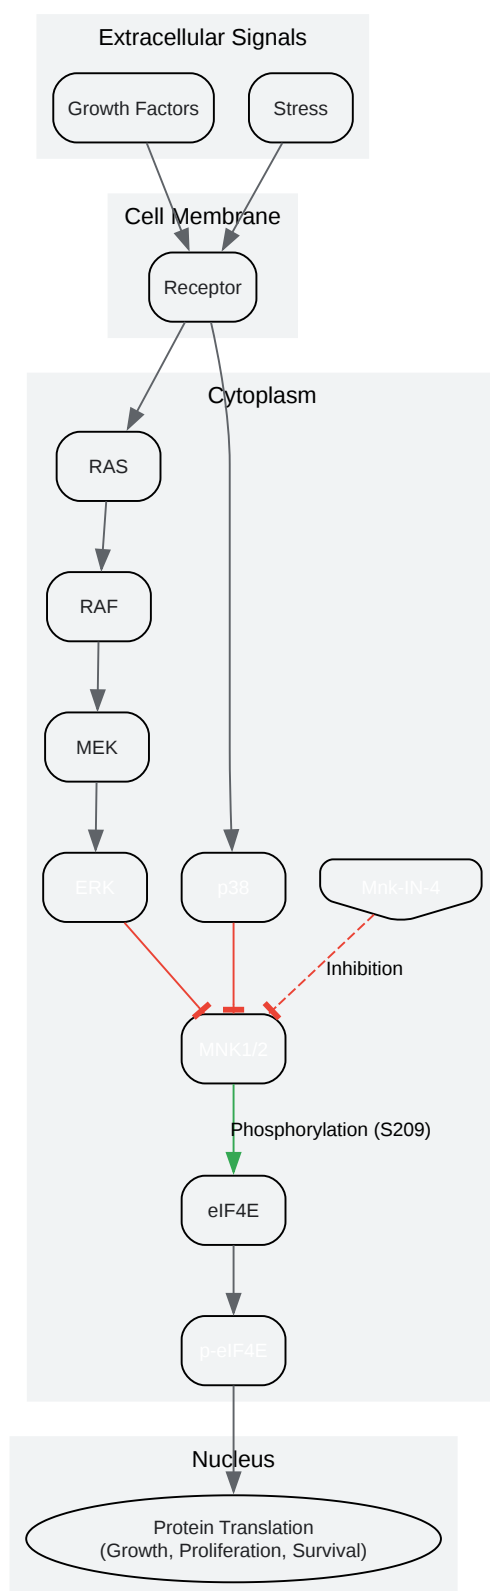 Extracellular Signals
Growth Factors
Stress
Cell Membrane
Receptor
Cytoplasm
RAS
RAF
MEK
ERK
p38
Mnk-IN-4
Inhibition
MNK1/2
Phosphorylation (S209)
eIF4E
p-eIF4E
Nucleus
Protein Translation
(Growth, Proliferation, Survival)